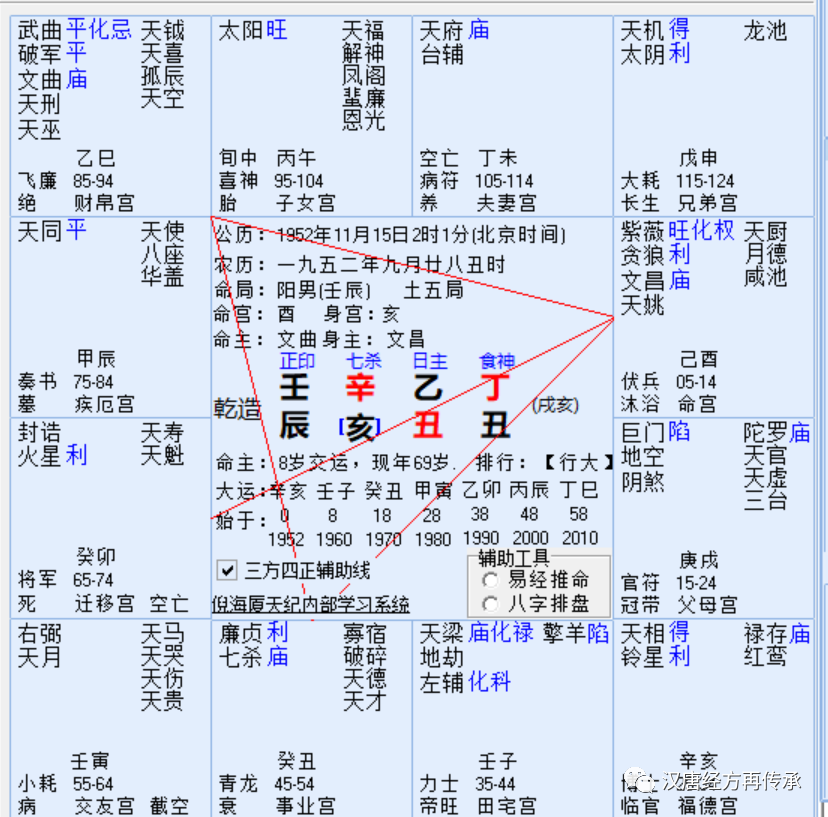 武曲平化忌 天钺
破军平 天喜
文曲庙 孤辰
天刑 天空
天巫
乙巳
飞廉 85-94
绝 财帛宫
太阳旺 天福
解神
凤阁
蜚廉
恩光
旬中 丙午
喜神 95-104
胎 子女宫
天府庙
台辅
空亡 丁未
病符 105-114
养 夫妻宫
天机得 龙池
太阴利
戊申
大耗 115-124
长生 兄弟宫
天同平 天使
八座
华盖
甲辰
奏书 75-84
墓 疾厄宫
公历：1952年11月15日2时1分(北京时间)
农历：一九五二年九月廿八丑时
命局：阳男(壬辰) 土五局
命宫：酉 身宫：亥
命主：文曲身主：文昌
正印 七杀 日主 食神
壬 辛 乙 丁
乾造 (戌亥)
辰 [亥] 丑 丑
命主：8岁交运，现年69岁. 排行：【行大】
大运:辛亥 壬子 癸丑 甲寅 乙卯 丙辰 丁巳
始于: 0 8 18 28 38 48 58
1952 1960 1970 1980 1990 2000 2010
三方四正辅助线
辅助工具
易经推命
八字排盘
倪海厦天纪内部学习系统
紫薇旺化权 天厨
贪狼利 月德
文昌庙 咸池
天姚
己酉
伏兵 05-14
沐浴 命宫
封诰 天寿
火星利 天魁
癸卯
将军 65-74
死 迁移宫 空亡
巨门陷 陀罗庙
地空 天官
阴煞 天虚
三台
庚戌
官符 15-24
冠带 父母宫
右弼 天马
天月 天哭
天伤
天贵
壬寅
小耗 55-64
病 交友宫 截空
廉贞利 寡宿
七杀庙 破碎
天德
天才
癸丑
青龙 45-54
衰 事业宫
天梁庙化禄 擎羊陷
地劫
左辅化科
壬子
力士 35-44
帝旺 田宅宫
天相得 禄存庙
铃星利 红鸾
辛亥
汉唐经方再传承
临官 福德宫